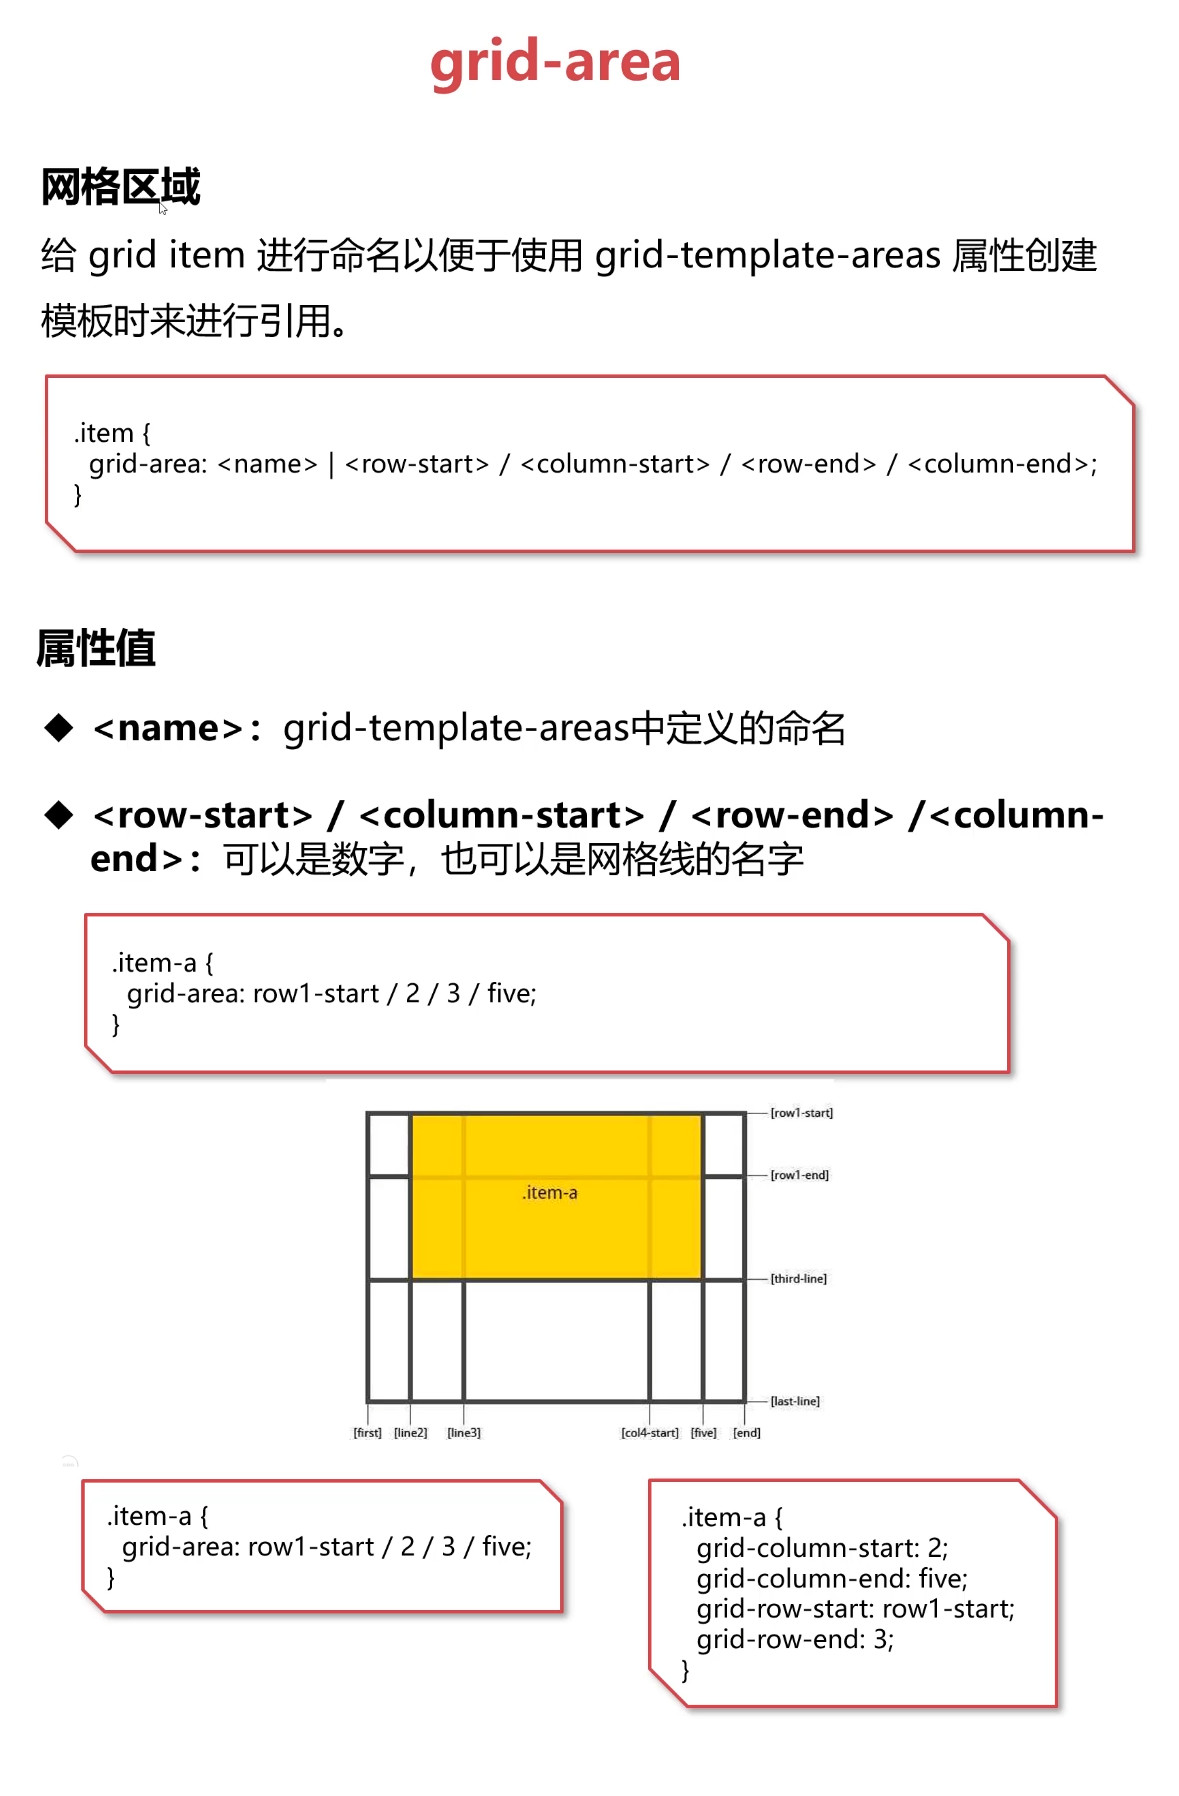 grid-area
网格区域
给 grid item 进行命名以便于使用 grid-template-areas 属性创建
模板时来进行引用。
.item {
grid-area: <name> | <row-start> / <column-start> / <row-end> / <column-end>;
}
属性值
◆ <name>：grid-template-areas中定义的命名
◆ <row-start> / <column-start> / <row-end> /<column-
end>：可以是数字，也可以是网格线的名字
.item-a {
grid-area: row1-start / 2 / 3 / five;
}
[row1-start]
[row1-end]
.item-a
[third-line]
[last-line]
[first] [line2] [line3] [col4-start] [five] [end]
.item-a {
grid-area: row1-start / 2 / 3 / five;
}
.item-a {
grid-column-start: 2;
grid-column-end: five;
grid-row-start: row1-start;
grid-row-end: 3;
}